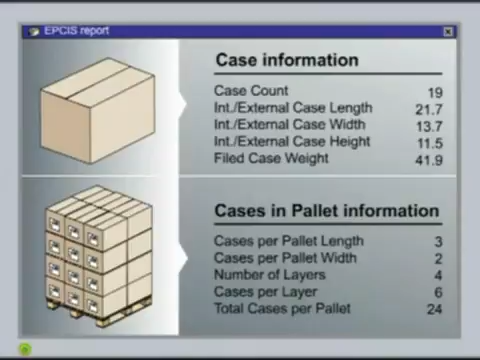 EPCIS report
Case information
Case Count 19
Int./External Case Length 21.7
Int./External Case Width 13.7
Int./External Case Height 11.5
Filed Case Weight 41.9
Cases in Pallet information
Cases per Pallet Length 3
Cases per Pallet Width 2
Number of Layers 4
Cases per Layer 6
Total Cases per Pallet 24